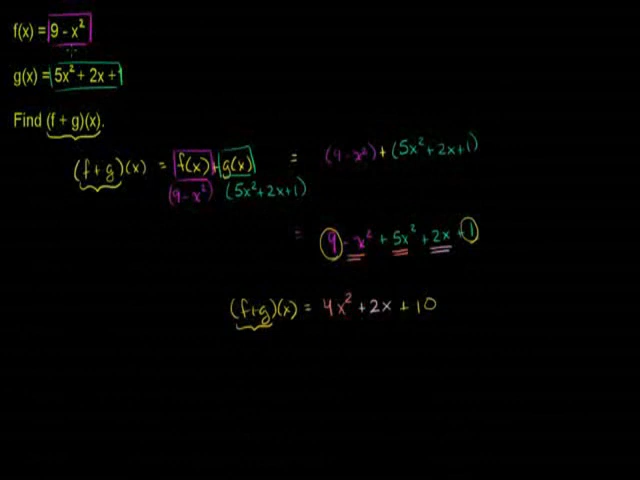 f(x) = 9 - x²
g(x) = 5x² + 2x + 1
Find (f + g)(x).
(f+g)(x) = f(x) + g(x) = (9-x²) + (5x²+2x+1)
(9-x²) (5x²+2x+1)
= 9 - x² + 5x² + 2x + 1
(f+g)(x) = 4x² + 2x + 10